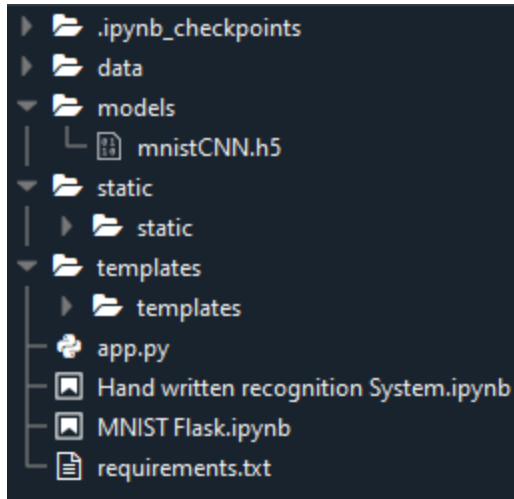 .ipynb_checkpoints
data
models
mnistCNN.h5
static
static
templates
templates
app.py
Hand written recognition System.ipynb
MNIST Flask.ipynb
requirements.txt